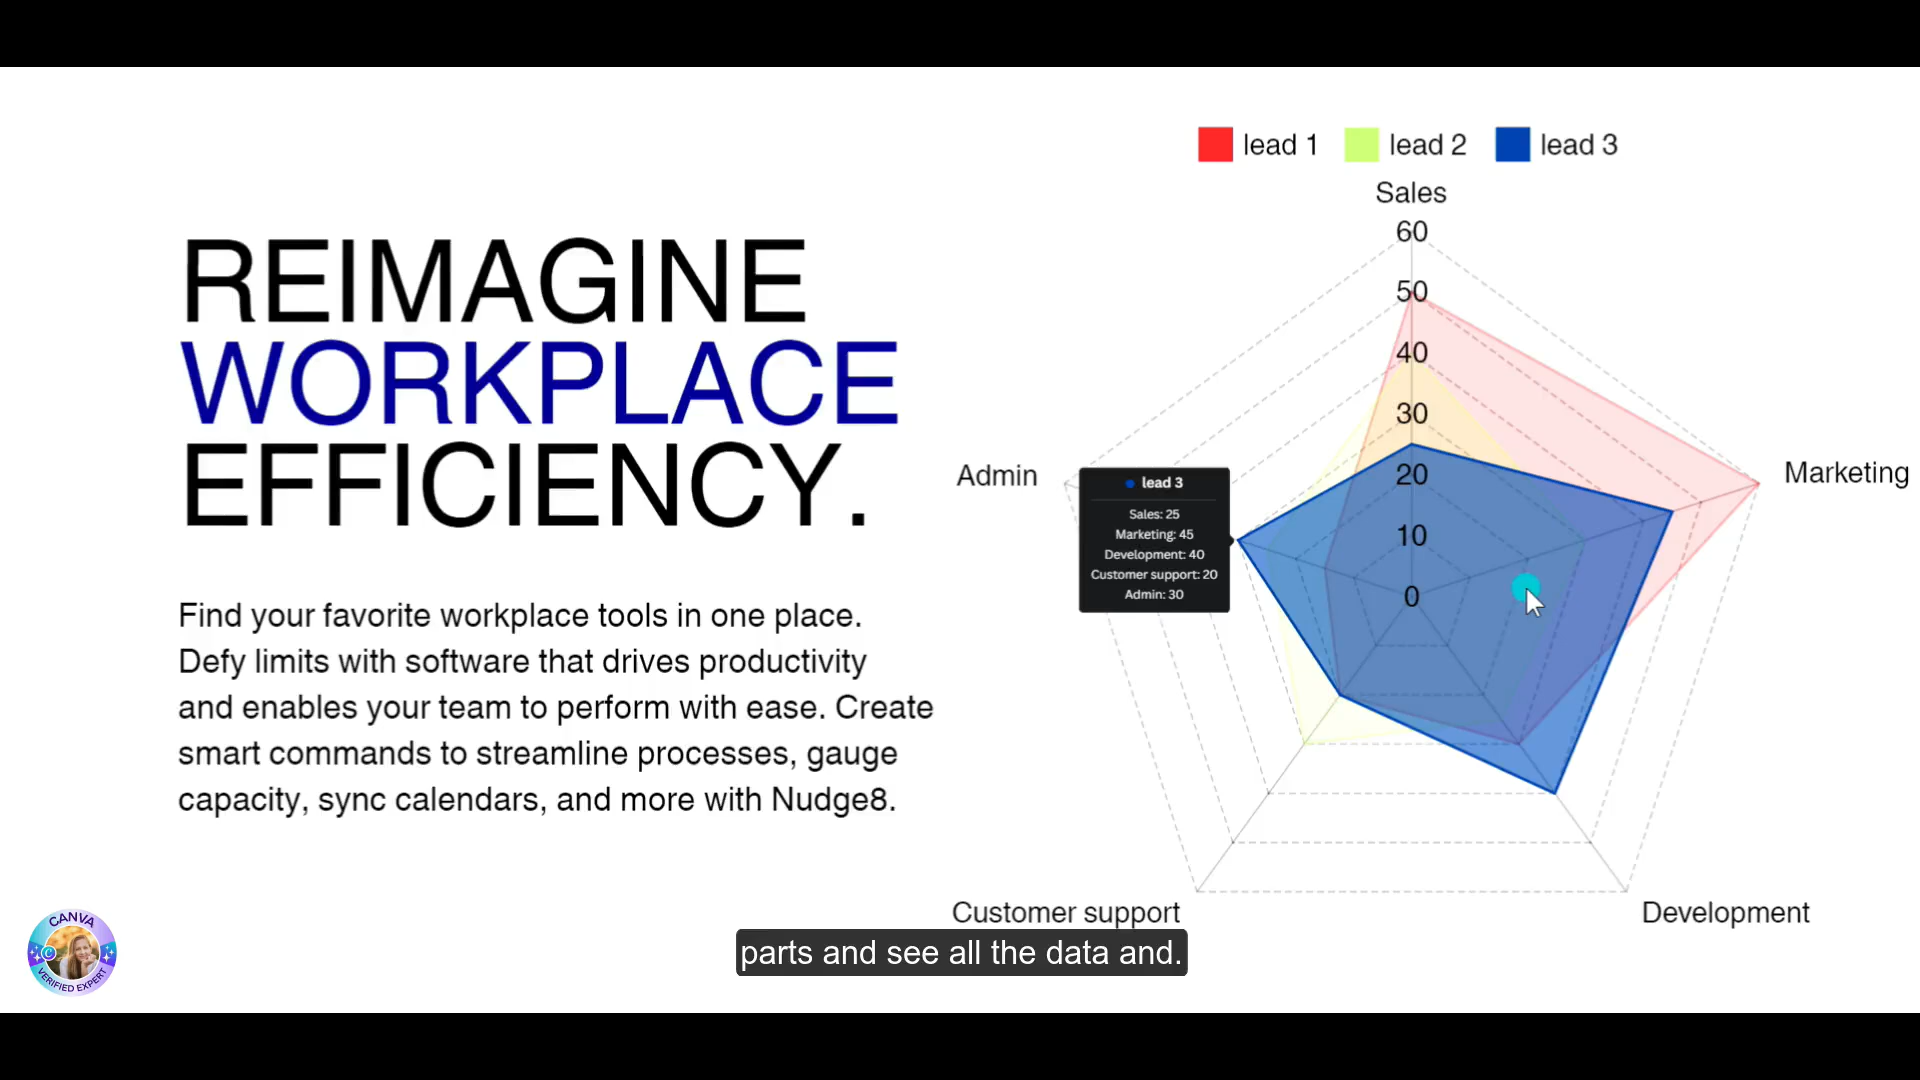 lead 1 lead 2 lead 3
Sales
60
50
40
30
20
10
0
REIMAGINE
WORKPLACE
EFFICIENCY.
Find your favorite workplace tools in one place.
Defy limits with software that drives productivity
and enables your team to perform with ease. Create
smart commands to streamline processes, gauge
capacity, sync calendars, and more with Nudge8.
Admin
Marketing
lead 3
Sales: 25
Marketing: 45
Development: 40
Customer support: 20
Admin: 30
Customer support
Development
parts and see all the data and.
CANVA
VERIFIED EXPERT